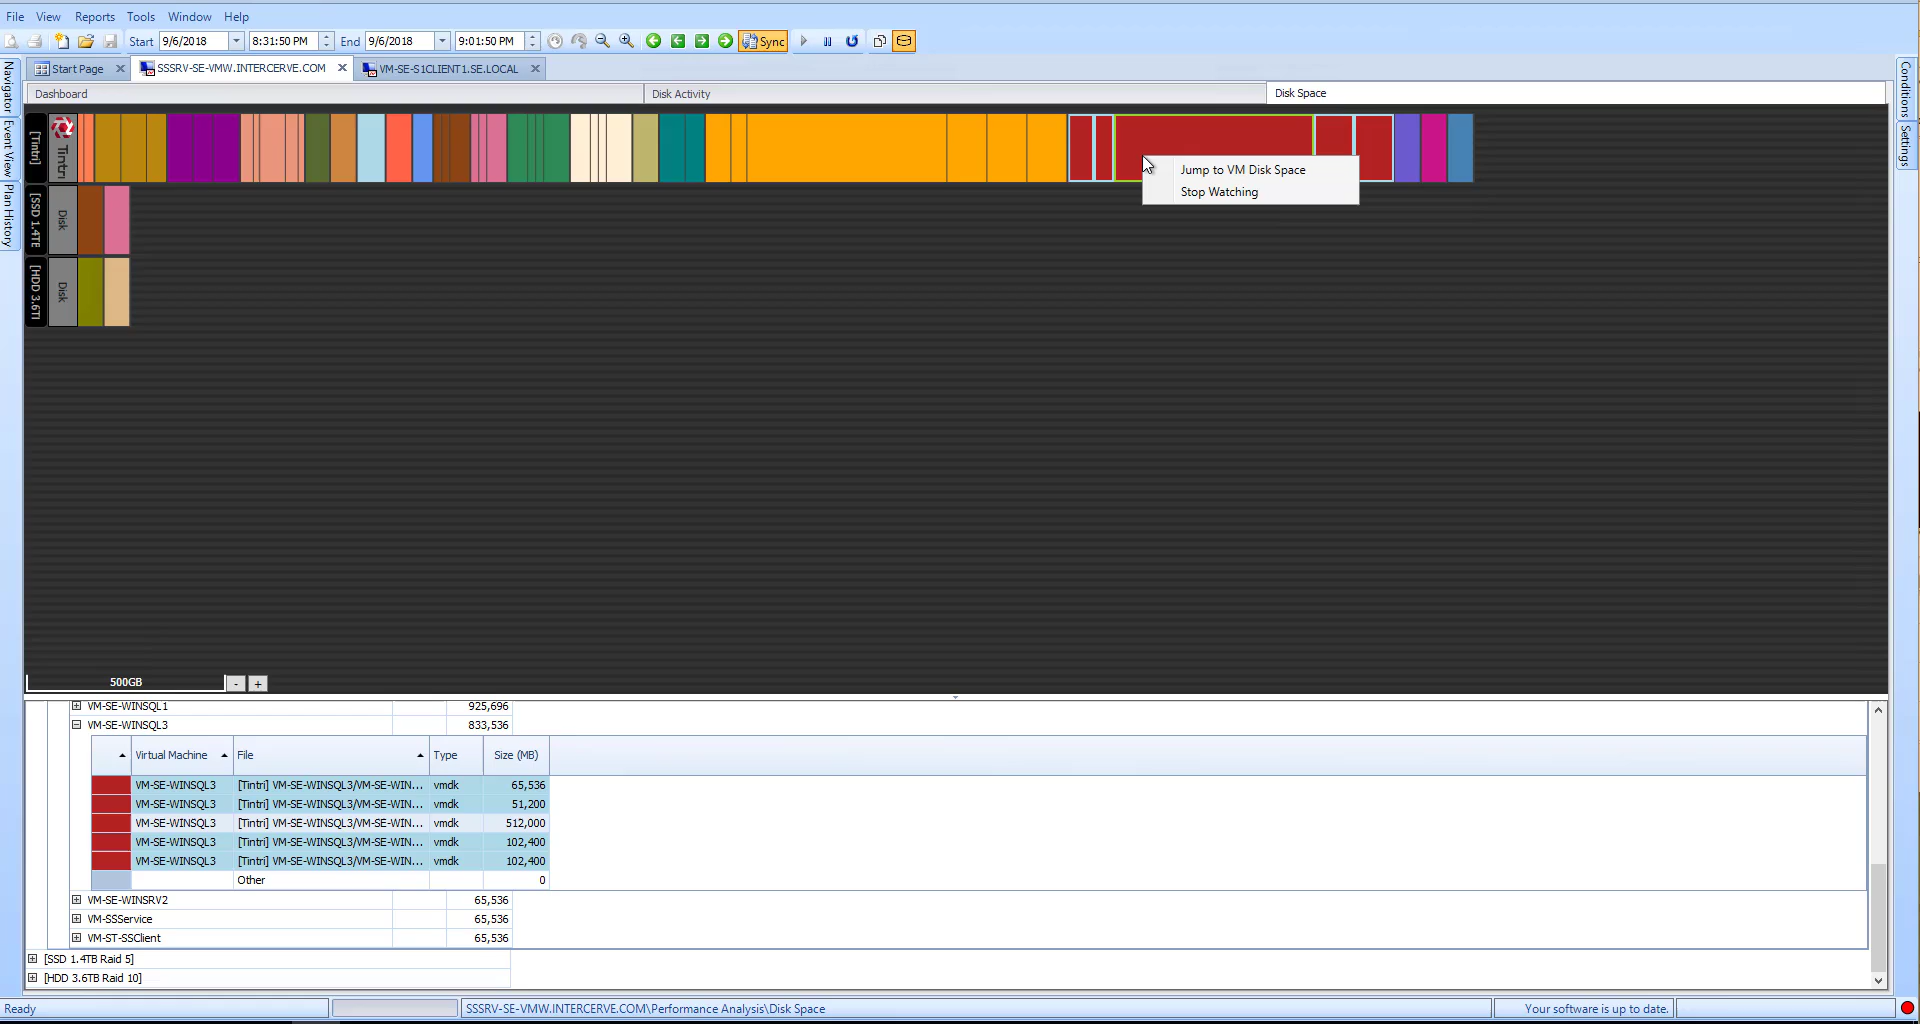 File View Reports Tools Window Help
Start 9/6/2018 8:31:50 PM End 9/6/2018 9:01:50 PM Sync
Start Page SSSRV-SE-VMW.INTERCERVE.COM VM-SE-S1CLIENT1.SE.LOCAL
Dashboard Disk Activity Disk Space
Navigator
Event View
Plan History
Conditions
Settings
[Tintri] Tintri
[SSD 1.4TE Disk
[HDD 3.6TI Disk
Jump to VM Disk Space
Stop Watching
500GB - +
VM-SE-WINSQL1 925,696
VM-SE-WINSQL3 833,536
Virtual Machine File Type Size (MB)
VM-SE-WINSQL3 [Tintri] VM-SE-WINSQL3/VM-SE-WIN... vmdk 65,536
VM-SE-WINSQL3 [Tintri] VM-SE-WINSQL3/VM-SE-WIN... vmdk 51,200
VM-SE-WINSQL3 [Tintri] VM-SE-WINSQL3/VM-SE-WIN... vmdk 512,000
VM-SE-WINSQL3 [Tintri] VM-SE-WINSQL3/VM-SE-WIN... vmdk 102,400
VM-SE-WINSQL3 [Tintri] VM-SE-WINSQL3/VM-SE-WIN... vmdk 102,400
Other 0
VM-SE-WINSRV2 65,536
VM-SSService 65,536
VM-ST-SSClient 65,536
[SSD 1.4TB Raid 5]
[HDD 3.6TB Raid 10]
Ready SSSRV-SE-VMW.INTERCERVE.COM\Performance Analysis\Disk Space Your software is up to date.